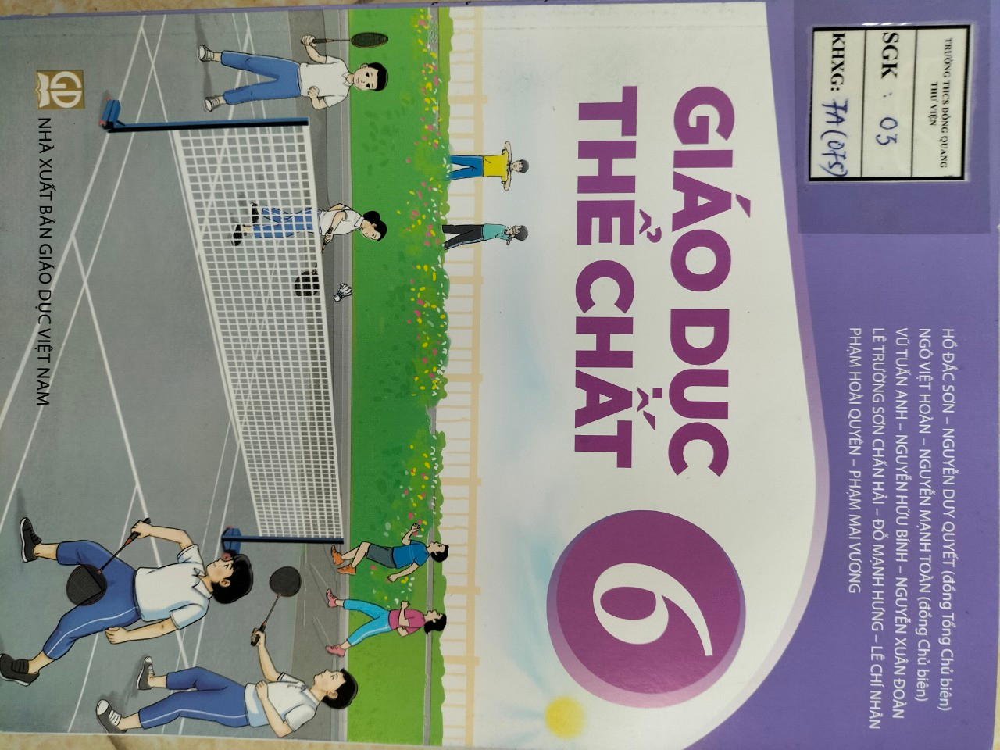 TRƯỜNG THCS ĐÔNG QUANG
THƯ VIỆN
SGK : 03
KHXG: 7A(075)
HỒ ĐẮC SƠN – NGUYỄN DUY QUYẾT (đồng Tổng Chủ biên)
NGÔ VIỆT HOÀN – NGUYỄN MẠNH TOÀN (đồng Chủ biên)
VŨ TUẤN ANH – NGUYỄN HỮU BÍNH – NGUYỄN XUÂN ĐOÀN
LÊ TRƯỜNG SƠN CHẤN HẢI – ĐỖ MẠNH HƯNG – LÊ CHÍ NHÂN
PHẠM HOÀI QUYÊN – PHẠM MAI VƯƠNG
GIÁO DỤC
THỂ CHẤT
6
GD
NHÀ XUẤT BẢN GIÁO DỤC VIỆT NAM